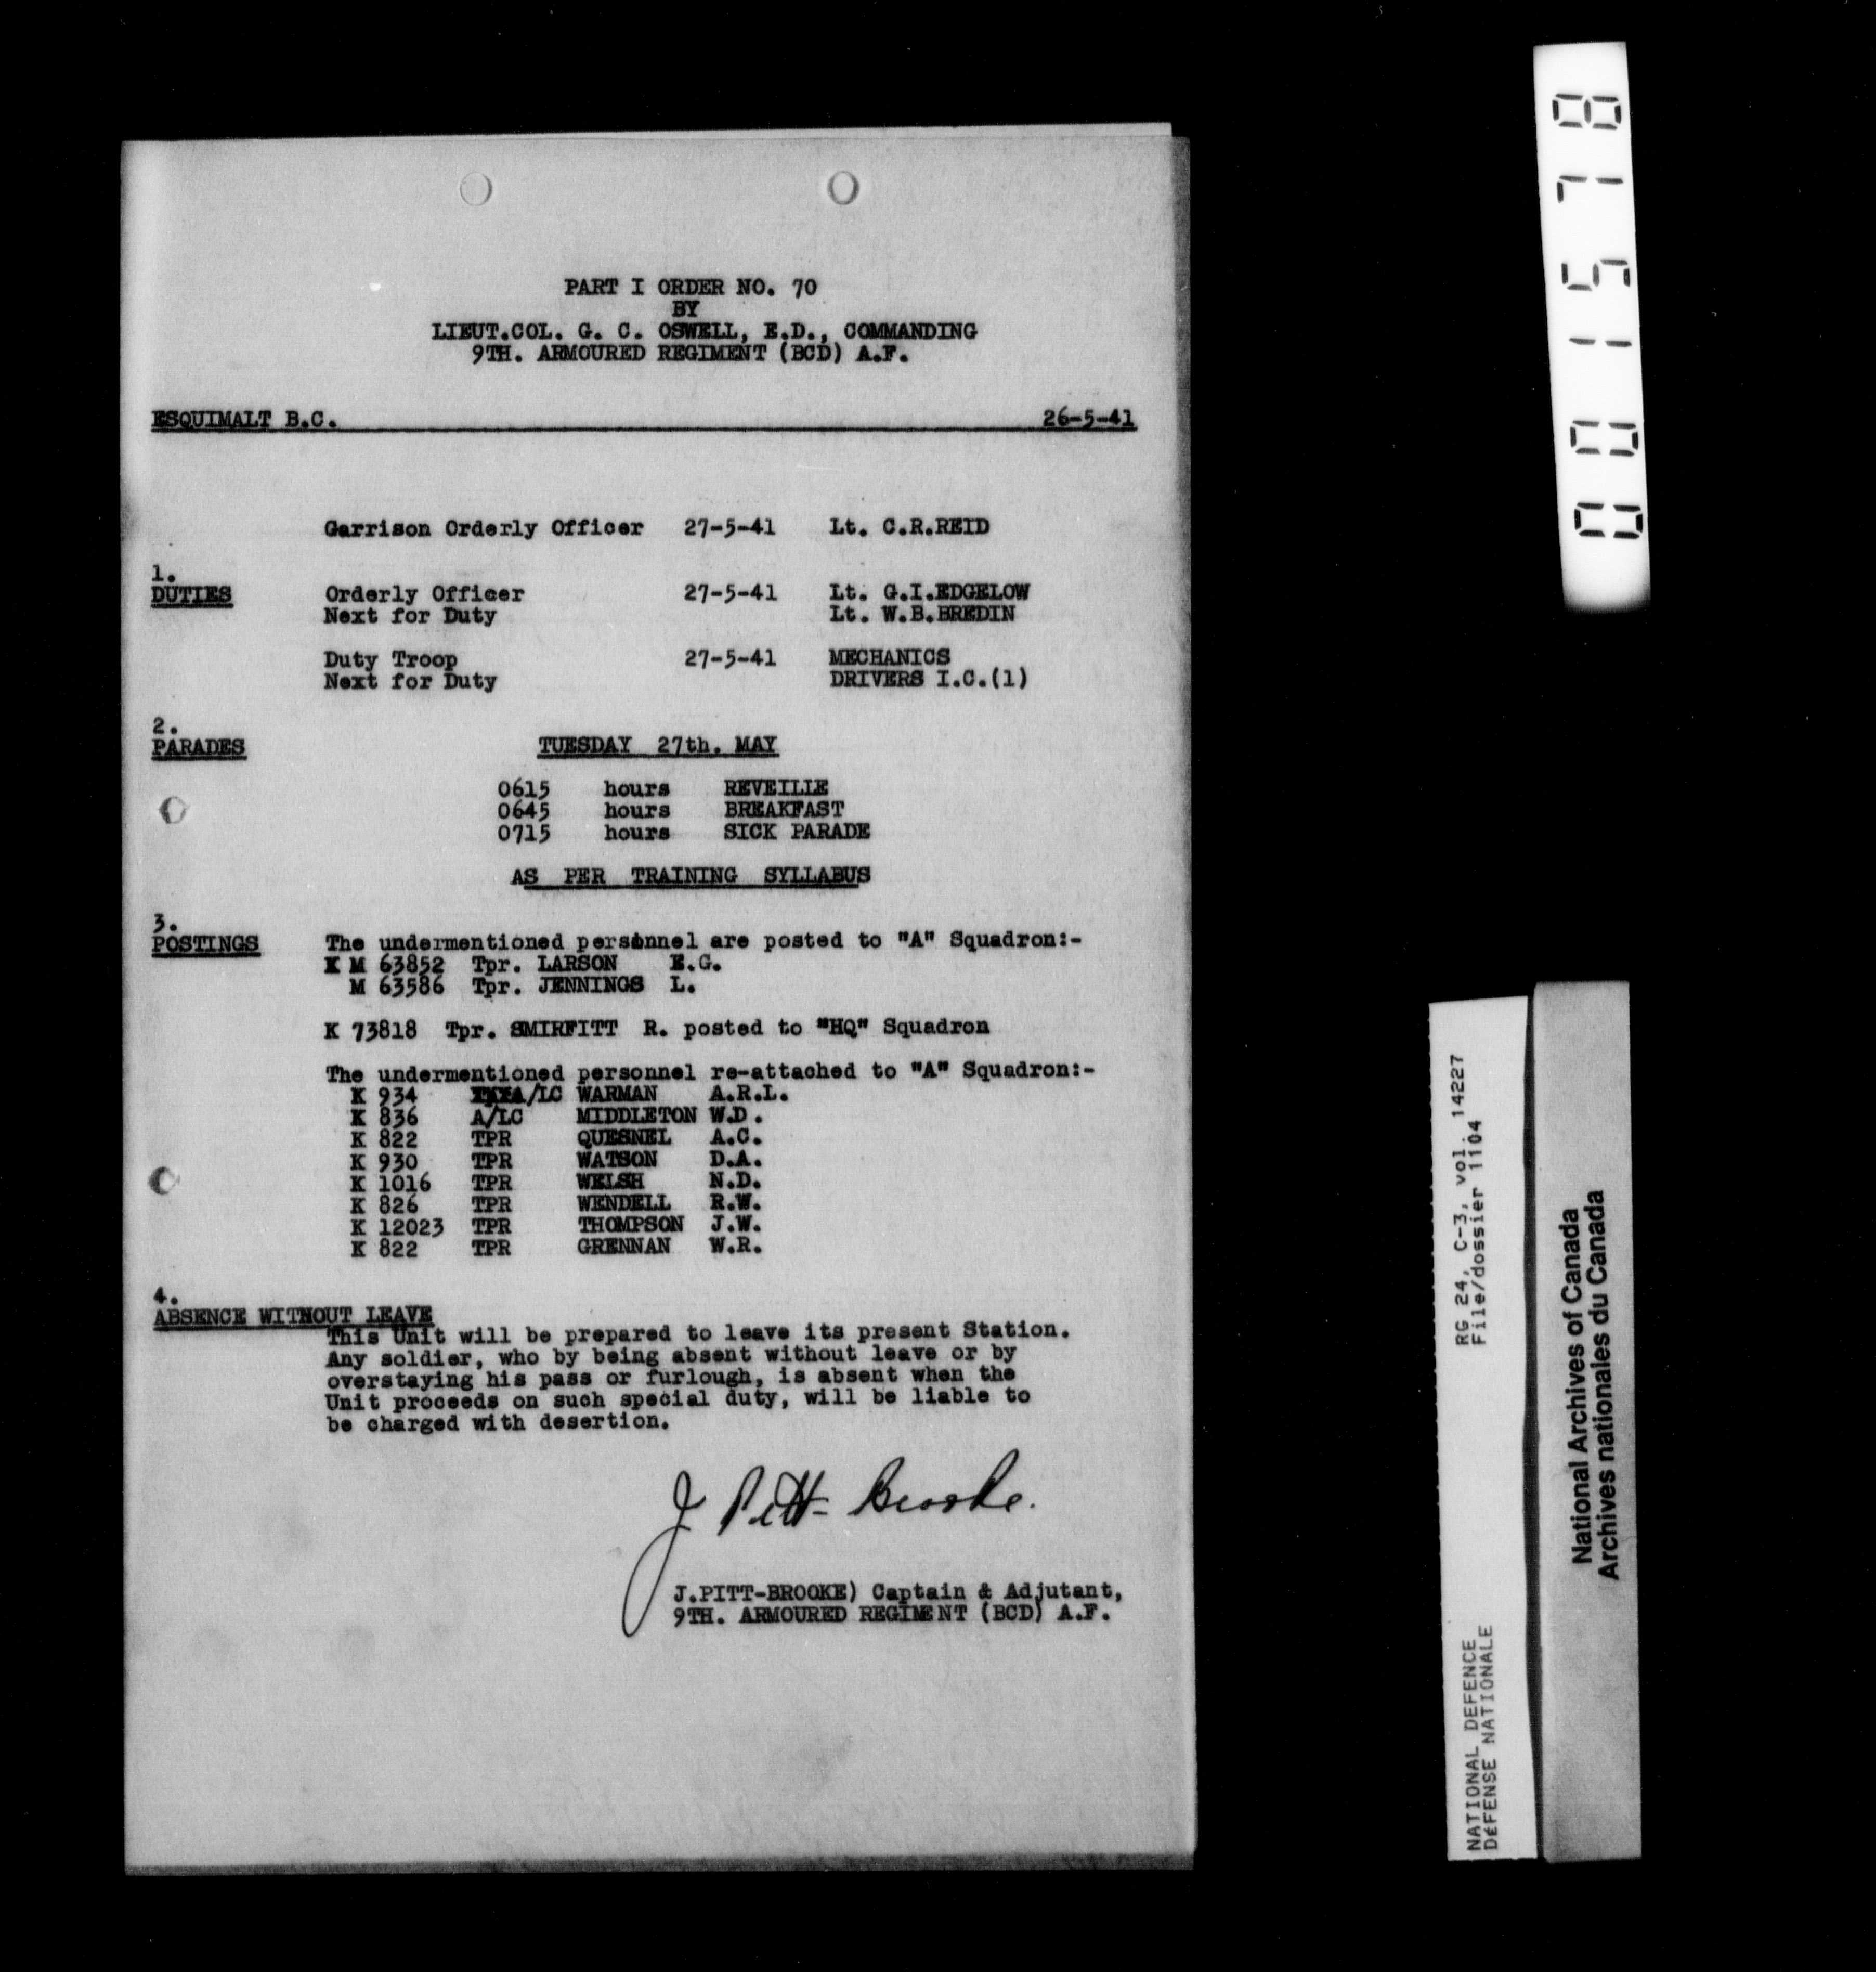 PART I ORDER NO. 70
BY
LIEUT.COL. G. C. OSWELL, E.D., COMMANDING
9TH. ARMOURED REGIMENT (BCD) A.F.
ESQUIMALT B.C. 26-5-41
Garrison Orderly Officer 27-5-41 Lt. C.R.REID
1.
DUTIES Orderly Officer 27-5-41 Lt. G.I.EDGELOW
Next for Duty Lt. W.B.BREDIN
Duty Troop 27-5-41 MECHANICS
Next for Duty DRIVERS I.C.(1)
2.
PARADES TUESDAY 27th. MAY
0615 hours REVEILLE
0645 hours BREAKFAST
0715 hours SICK PARADE
AS PER TRAINING SYLLABUS
3.
POSTINGS The undermentioned personnel are posted to "A" Squadron:-
M 63852 Tpr. LARSON E.G.
M 63586 Tpr. JENNINGS L.
K 73818 Tpr. SMIRFITT R. posted to "HQ" Squadron
The undermentioned personnel re-attached to "A" Squadron:-
K 934 A/LC WARMAN A.R.L.
K 836 A/LC MIDDLETON W.D.
K 822 TPR QUESNEL A.C.
K 930 TPR WATSON D.A.
K 1016 TPR WELSH N.D.
K 826 TPR WENDELL R.W.
K 12023 TPR THOMPSON J.W.
K 822 TPR GRENNAN W.R.
4.
ABSENCE WITHOUT LEAVE
This Unit will be prepared to leave its present Station.
Any soldier, who by being absent without leave or by
overstaying his pass or furlough, is absent when the
Unit proceeds on such special duty, will be liable to
be charged with desertion.
J Pitt-Brooke.
J.PITT-BROOKE) Captain & Adjutant,
9TH. ARMOURED REGIMENT (BCD) A.F.
001578
NATIONAL DEFENCE RG 24, C-3, vol. 14227
DÉFENSE NATIONALE File/dossier 1104
National Archives of Canada
Archives nationales du Canada